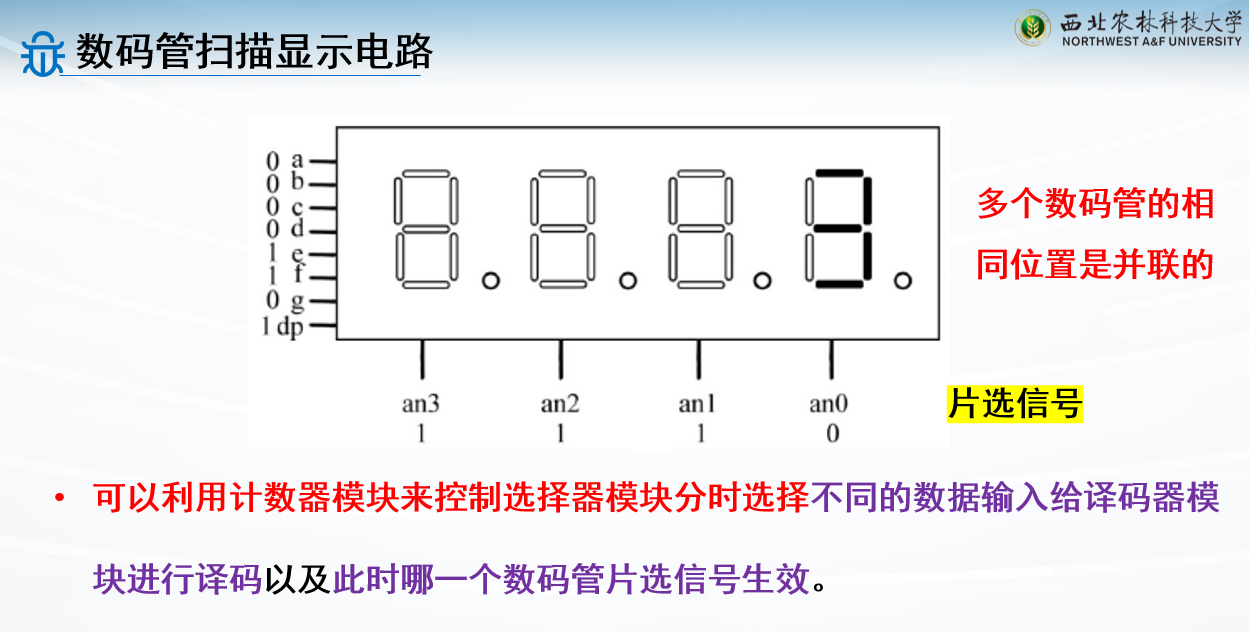 数码管扫描显示电路
西北农林科技大学
NORTHWEST A&F UNIVERSITY
0 a
0 b
0 c
0 d
1 e
1 f
0 g
1 dp
多个数码管的相
同位置是并联的
an3 an2 an1 an0
1 1 1 0
片选信号
• 可以利用计数器模块来控制选择器模块分时选择不同的数据输入给译码器模
块进行译码以及此时哪一个数码管片选信号生效。